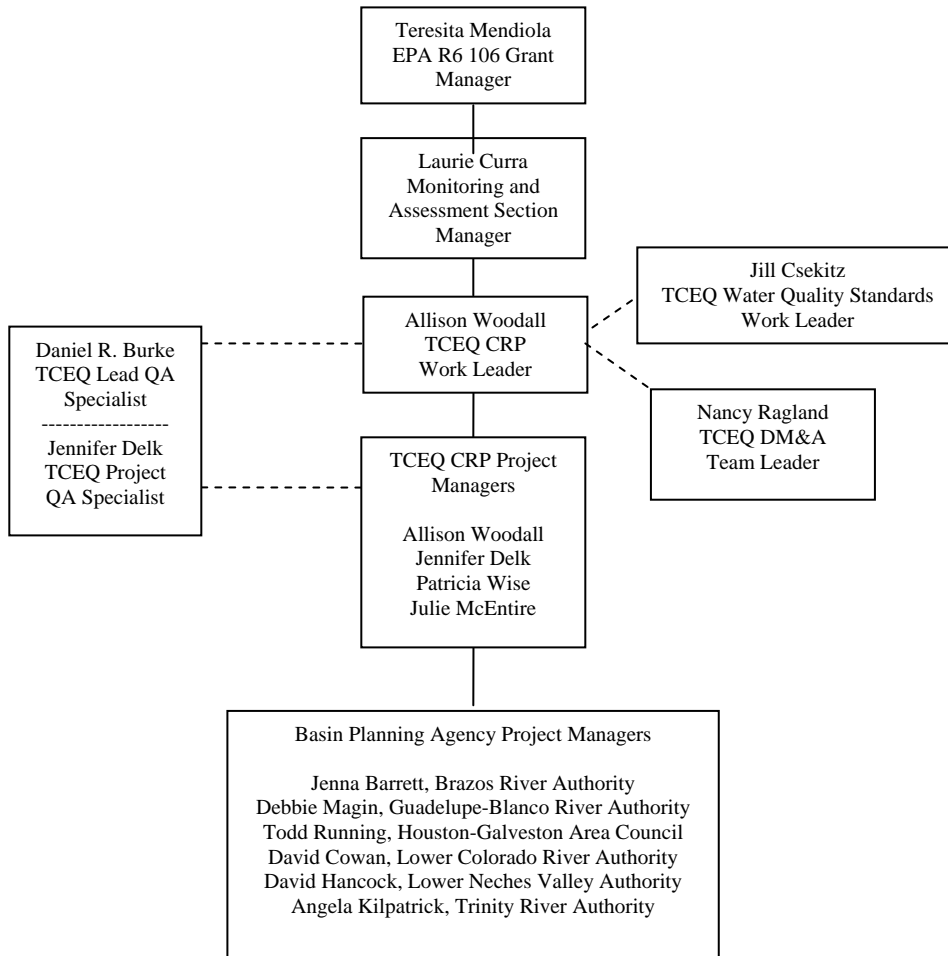 Teresita Mendiola
EPA R6 106 Grant
Manager
Laurie Curra
Monitoring and
Assessment Section
Manager
Jill Csekitz
TCEQ Water Quality Standards
Work Leader
Allison Woodall
TCEQ CRP
Work Leader
Daniel R. Burke
TCEQ Lead QA
Specialist
------------------
Jennifer Delk
TCEQ Project
QA Specialist
Nancy Ragland
TCEQ DM&A
Team Leader
TCEQ CRP Project
Managers
Allison Woodall
Jennifer Delk
Patricia Wise
Julie McEntire
Basin Planning Agency Project Managers
Jenna Barrett, Brazos River Authority
Debbie Magin, Guadelupe-Blanco River Authority
Todd Running, Houston-Galveston Area Council
David Cowan, Lower Colorado River Authority
David Hancock, Lower Neches Valley Authority
Angela Kilpatrick, Trinity River Authority